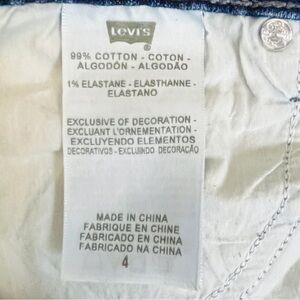 Levi's
®
99% COTTON - COTON -
ALGODÓN - ALGODÃO
1% ELASTANE - ELASTHANNE -
ELASTANO
EXCLUSIVE OF DECORATION -
EXCLUANT L'ORNEMENTATION -
EXCLUYENDO ELEMENTOS
DECORATIVOS - EXCLUINDO DECORAÇÃO
MADE IN CHINA
FABRIQUE EN CHINE
FABRICADO EN CHINA
FABRICADO NA CHINA
4